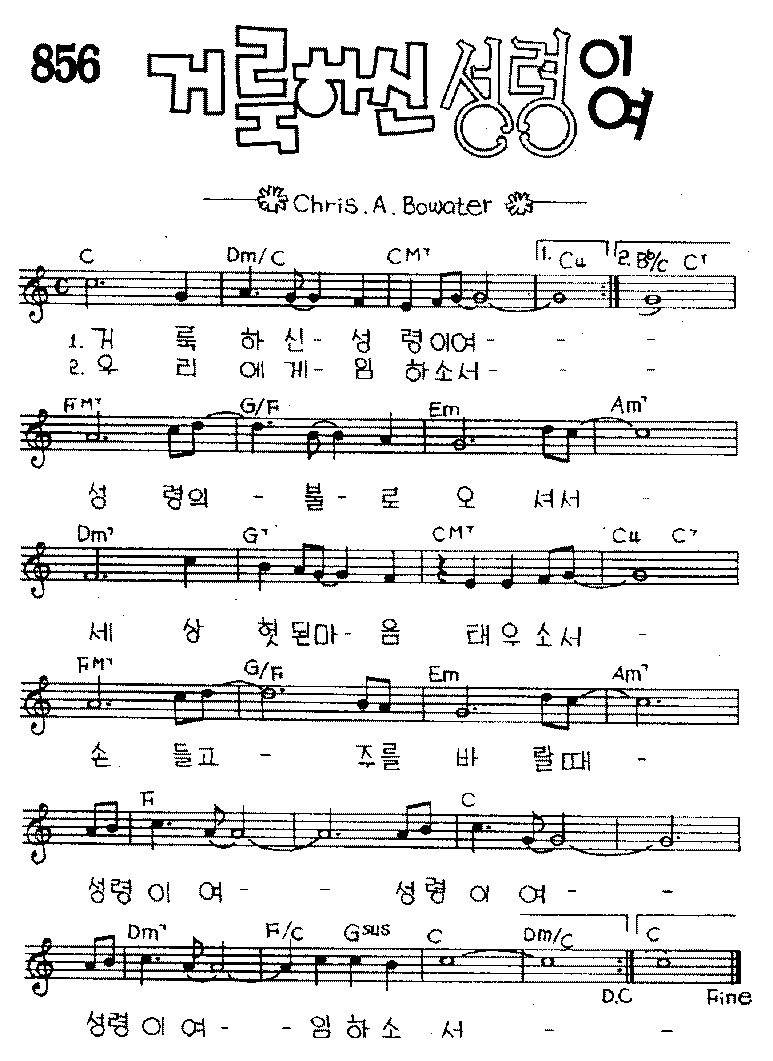 856 거룩하신 성령이여
Chris. A. Bowater
C Dm/C CM7 1. C4 2. Bb/C C7
1. 거 룩 하 신 - 성 령이여 - - -
2. 우 리 에 게 - 임 하소서 - - -
FM7 G/F Em Am7
성 령의 - 불 - 로 오 셔서 -
Dm7 G7 CM7 C4 C7
세 상 헛된마 - 음 태우소서 -
FM7 G/F Em Am7
손 들고 - 주를 바 랄때 -
F C
성령 이 여 - - 성령 이 여 - -
Dm7 F/C Gsus C Dm/C C
D.C Fine
성령이 여 - - 임 하 소 서 - -